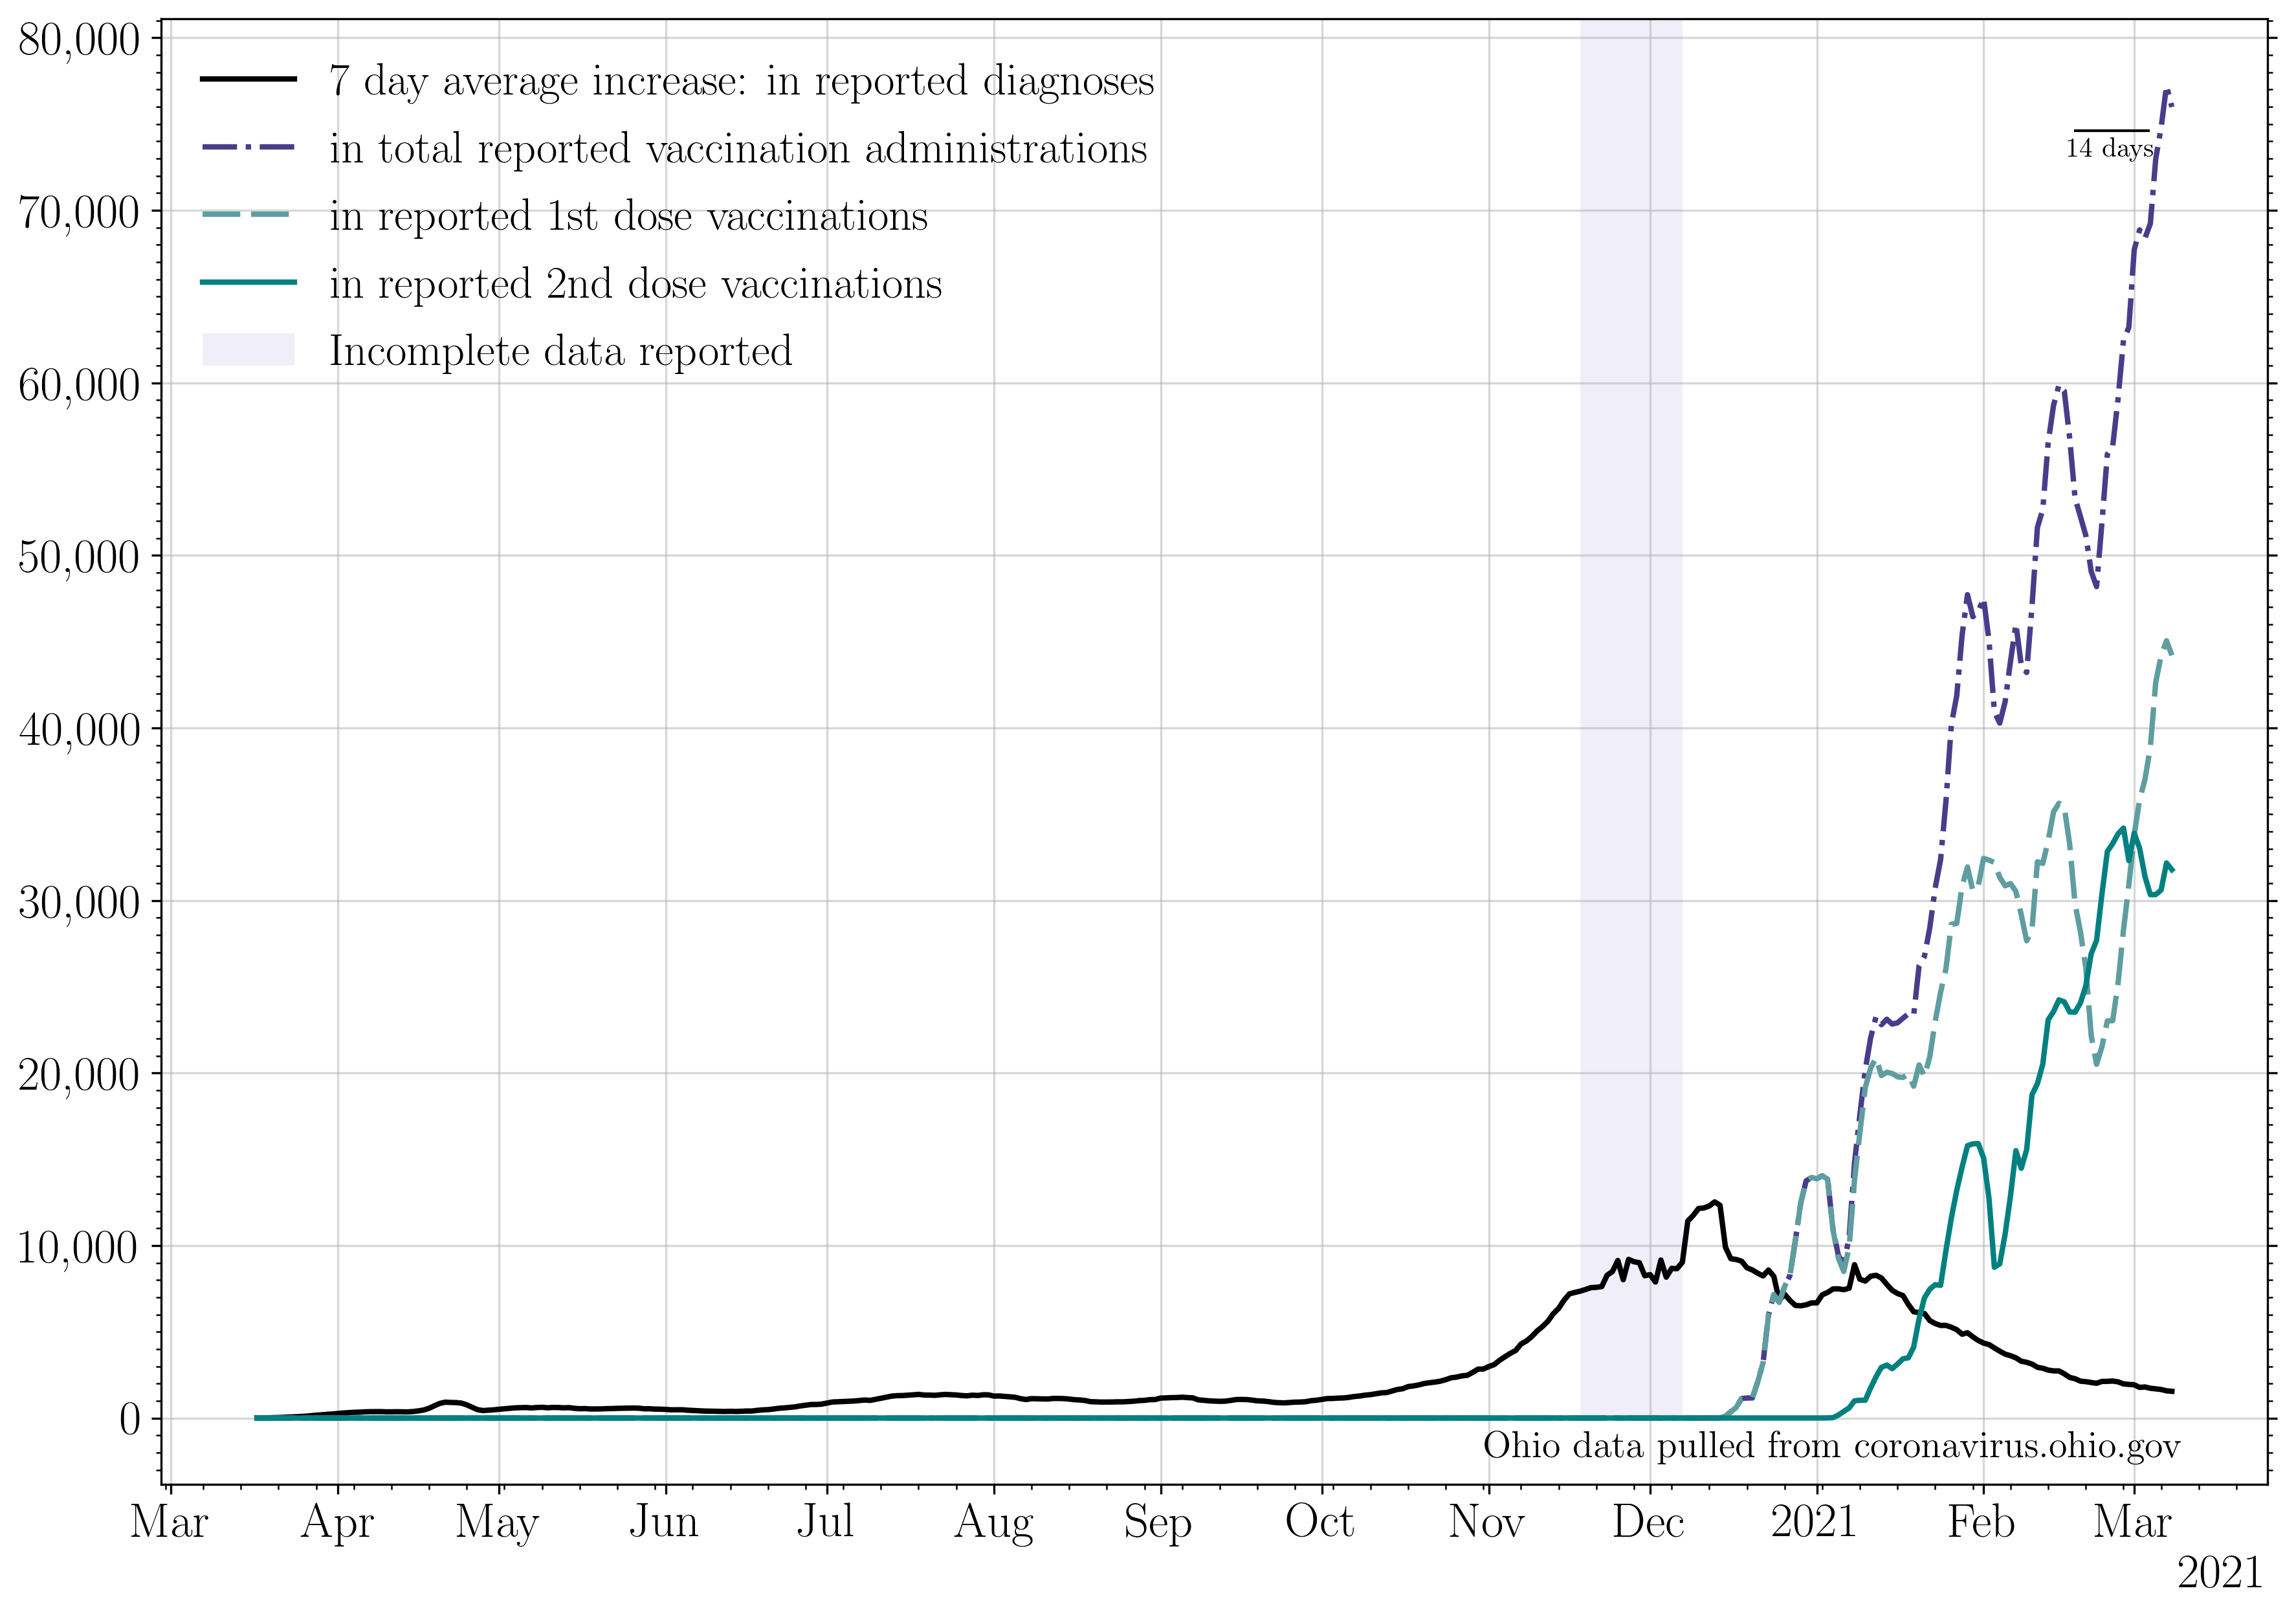 80,000
70,000
60,000
50,000
40,000
30,000
20,000
10,000
0
7 day average increase: in reported diagnoses
in total reported vaccination administrations
in reported 1st dose vaccinations
in reported 2nd dose vaccinations
Incomplete data reported
14 days
Ohio data pulled from coronavirus.ohio.gov
Mar Apr May Jun Jul Aug Sep Oct Nov Dec 2021 Feb Mar
2021